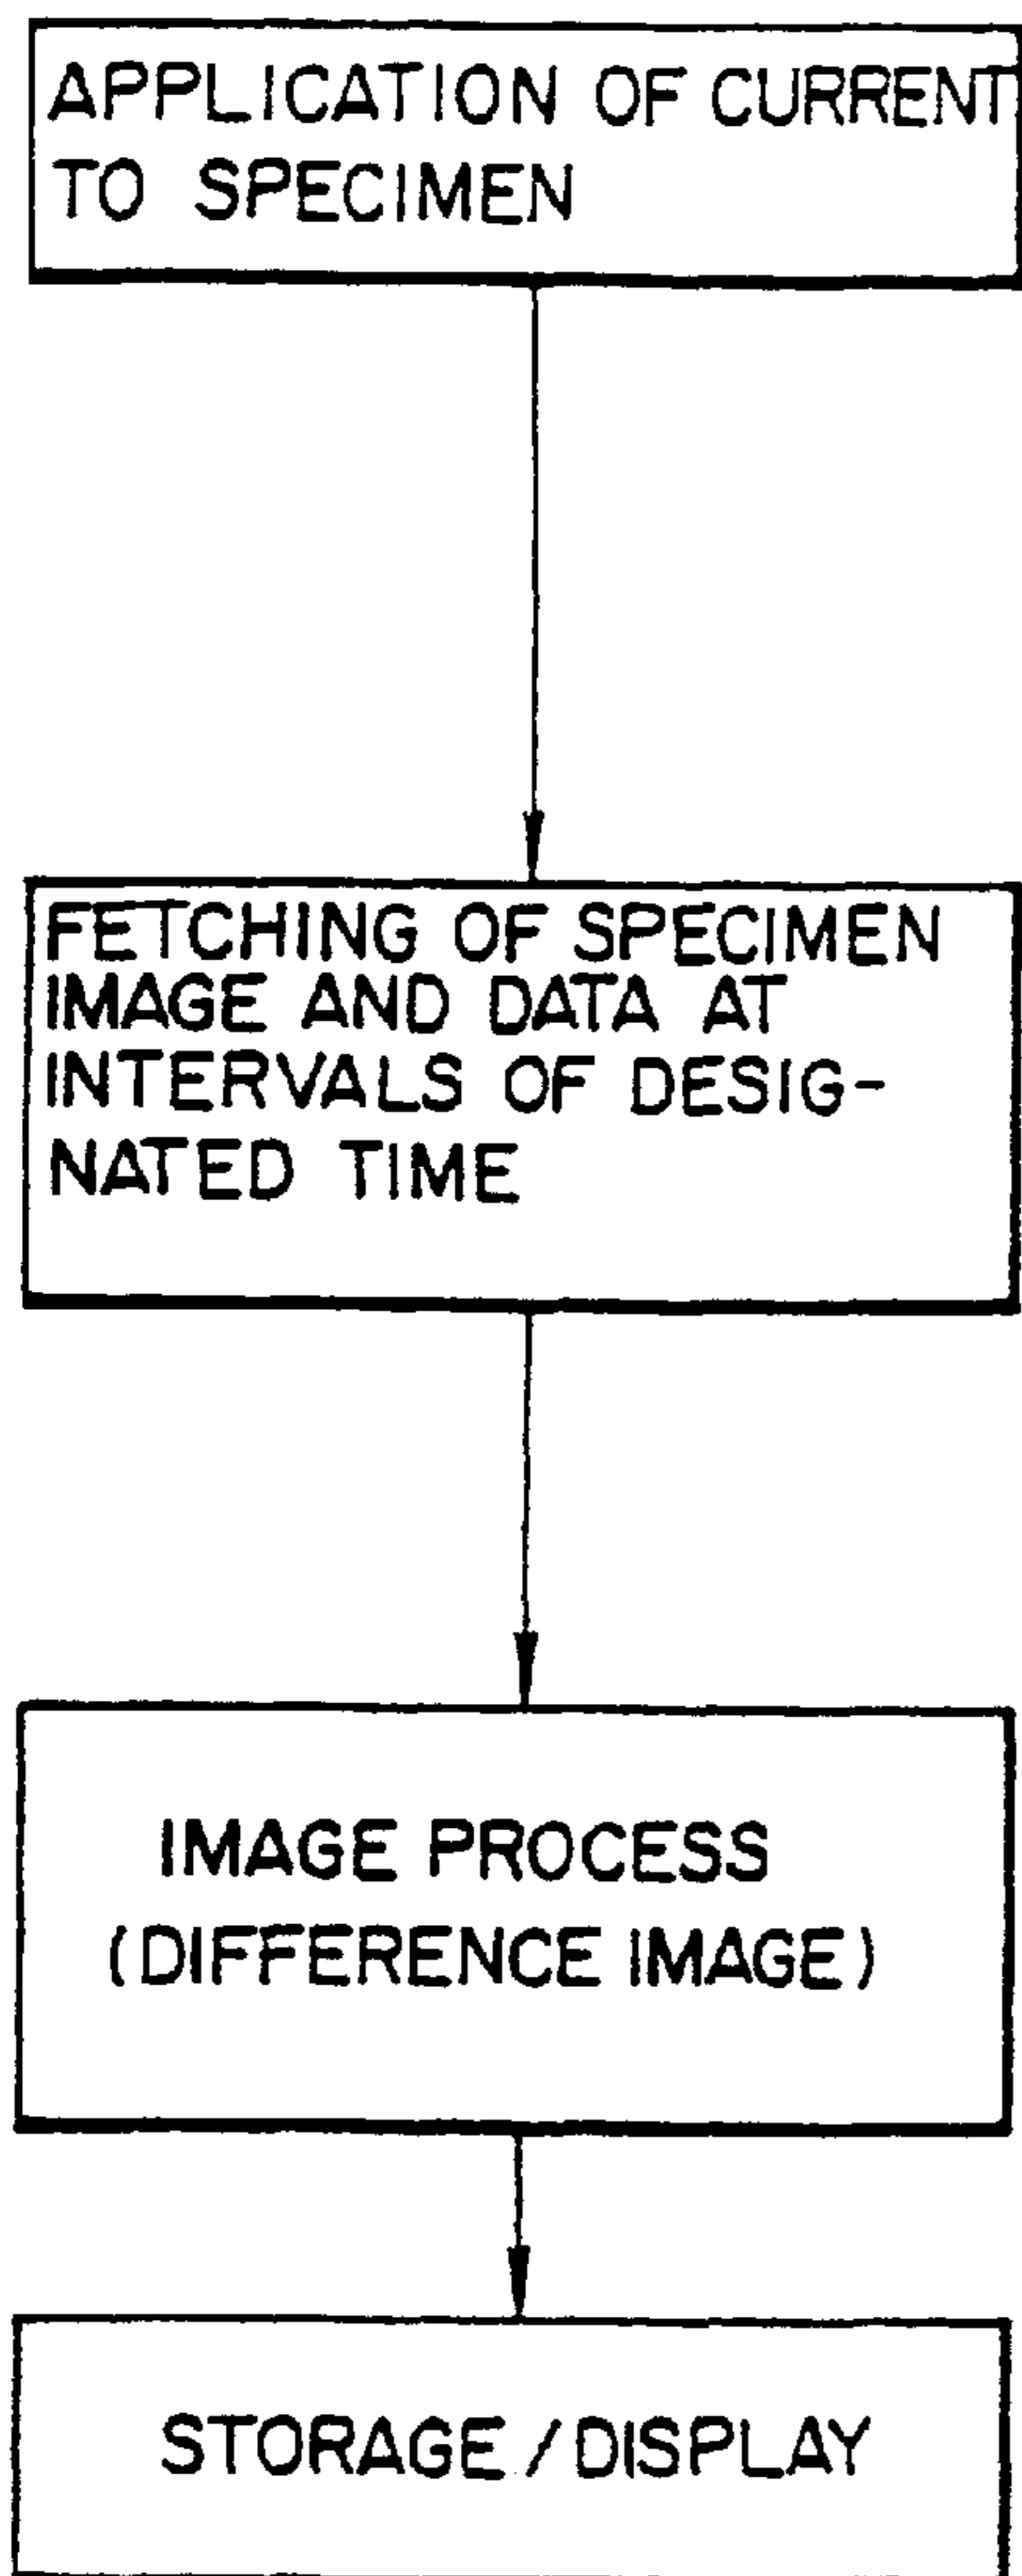 APPLICATION OF CURRENT
TO SPECIMEN
FETCHING OF SPECIMEN
IMAGE AND DATA AT
INTERVALS OF DESIG-
NATED TIME
IMAGE PROCESS
(DIFFERENCE IMAGE)
STORAGE/DISPLAY